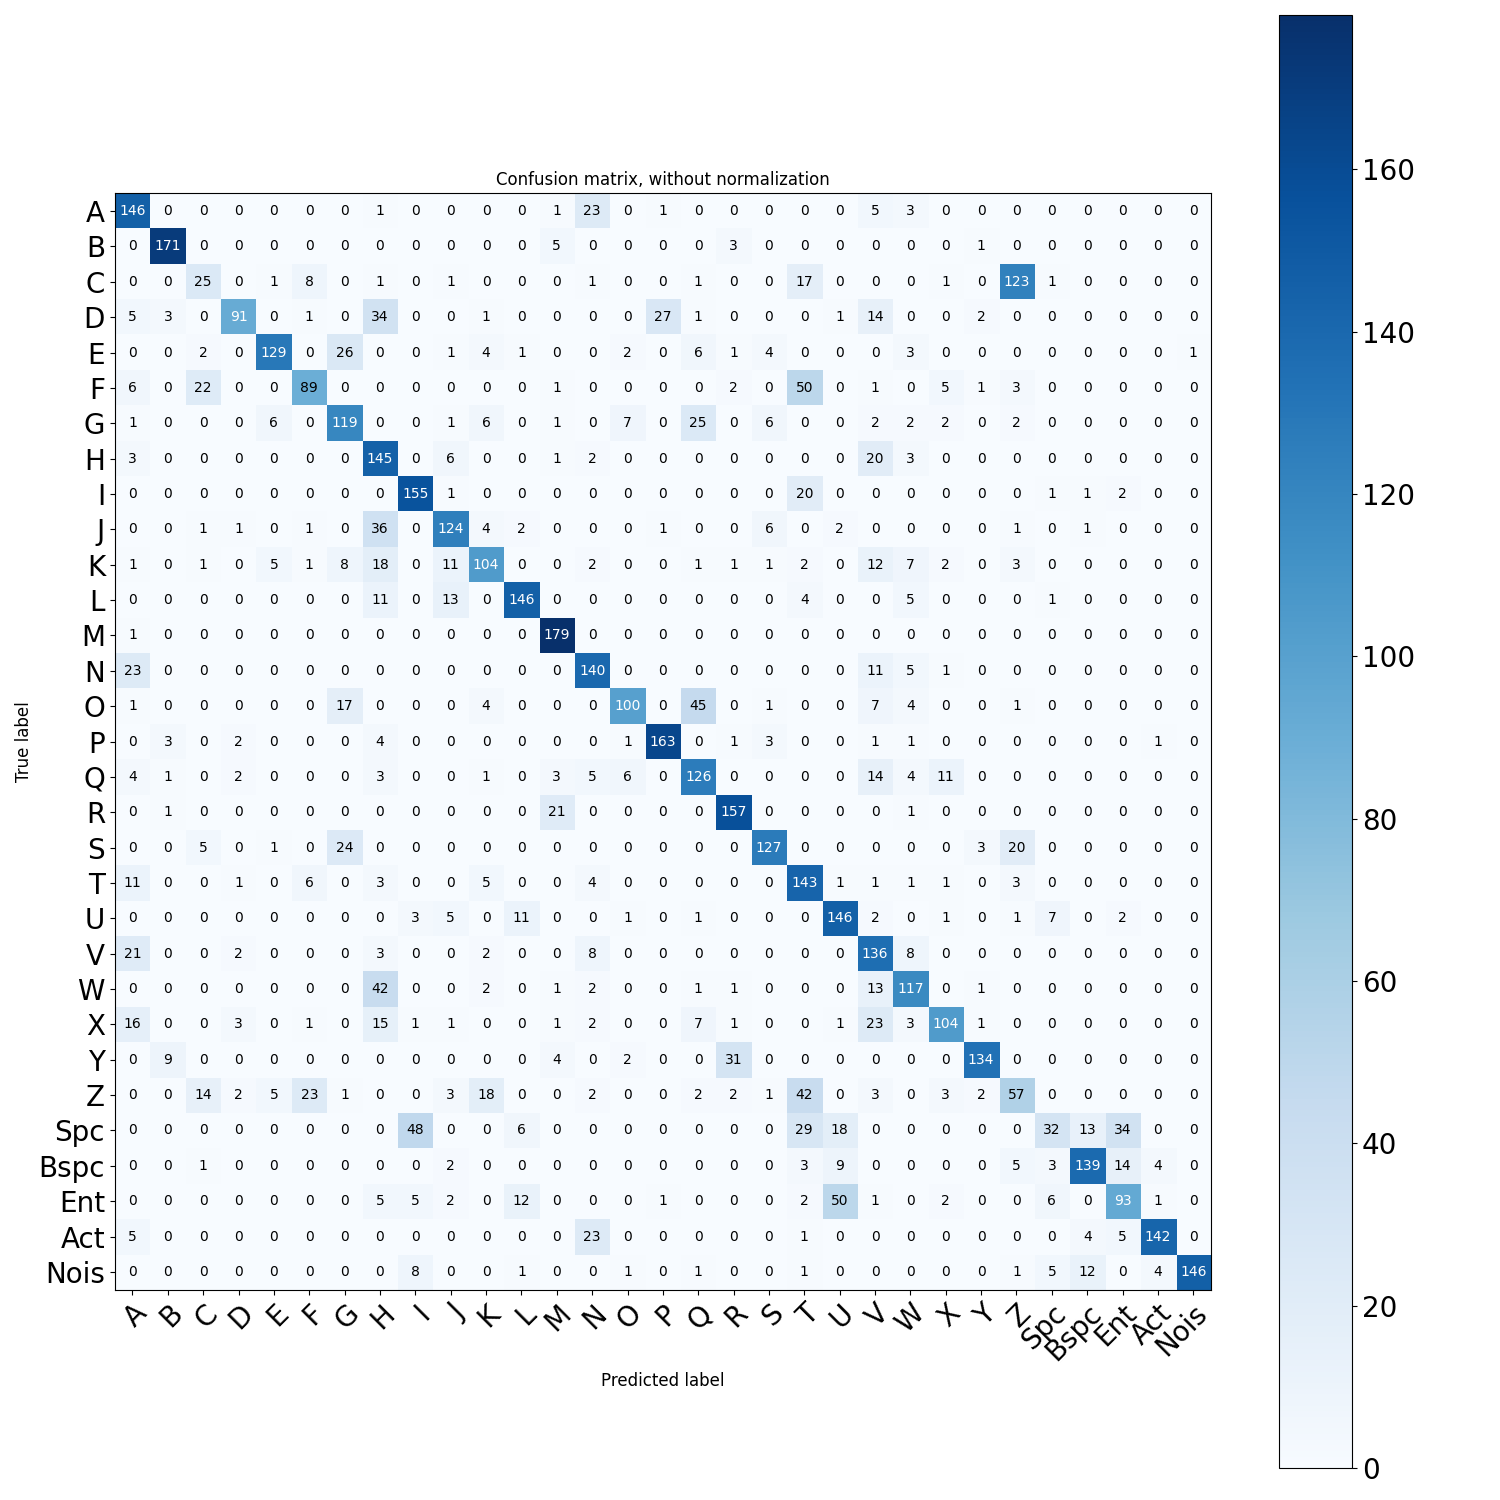 Confusion matrix, without normalization
A 146 0 0 0 0 0 0 1 0 0 0 0 1 23 0 1 0 0 0 0 0 5 3 0 0 0 0 0 0 0 0
B 0 171 0 0 0 0 0 0 0 0 0 0 5 0 0 0 0 3 0 0 0 0 0 0 1 0 0 0 0 0 0
C 0 0 25 0 1 8 0 1 0 1 0 0 0 1 0 0 1 0 0 17 0 0 0 1 0 123 1 0 0 0 0
D 5 3 0 91 0 1 0 34 0 0 1 0 0 0 0 27 1 0 0 0 1 14 0 0 2 0 0 0 0 0 0
E 0 0 2 0 129 0 26 0 0 1 4 1 0 0 2 0 6 1 4 0 0 0 3 0 0 0 0 0 0 0 1
F 6 0 22 0 0 89 0 0 0 0 0 0 1 0 0 0 0 2 0 50 0 1 0 5 1 3 0 0 0 0 0
G 1 0 0 0 6 0 119 0 0 1 6 0 1 0 7 0 25 0 6 0 0 2 2 2 0 2 0 0 0 0 0
H 3 0 0 0 0 0 0 145 0 6 0 0 1 2 0 0 0 0 0 0 0 20 3 0 0 0 0 0 0 0 0
I 0 0 0 0 0 0 0 0 155 1 0 0 0 0 0 0 0 0 0 20 0 0 0 0 0 0 1 1 2 0 0
J 0 0 1 1 0 1 0 36 0 124 4 2 0 0 0 1 0 0 6 0 2 0 0 0 0 1 0 1 0 0 0
K 1 0 1 0 5 1 8 18 0 11 104 0 0 2 0 0 1 1 1 2 0 12 7 2 0 3 0 0 0 0 0
L 0 0 0 0 0 0 0 11 0 13 0 146 0 0 0 0 0 0 0 4 0 0 5 0 0 0 1 0 0 0 0
M 1 0 0 0 0 0 0 0 0 0 0 0 179 0 0 0 0 0 0 0 0 0 0 0 0 0 0 0 0 0 0
N 23 0 0 0 0 0 0 0 0 0 0 0 0 140 0 0 0 0 0 0 0 11 5 1 0 0 0 0 0 0 0
O 1 0 0 0 0 0 17 0 0 0 4 0 0 0 100 0 45 0 1 0 0 7 4 0 0 1 0 0 0 0 0
P 0 3 0 2 0 0 0 4 0 0 0 0 0 0 1 163 0 1 3 0 0 1 1 0 0 0 0 0 0 1 0
Q 4 1 0 2 0 0 0 3 0 0 1 0 3 5 6 0 126 0 0 0 0 14 4 11 0 0 0 0 0 0 0
R 0 1 0 0 0 0 0 0 0 0 0 0 21 0 0 0 0 157 0 0 0 0 1 0 0 0 0 0 0 0 0
S 0 0 5 0 1 0 24 0 0 0 0 0 0 0 0 0 0 0 127 0 0 0 0 0 3 20 0 0 0 0 0
T 11 0 0 1 0 6 0 3 0 0 5 0 0 4 0 0 0 0 0 143 1 1 1 1 0 3 0 0 0 0 0
U 0 0 0 0 0 0 0 0 3 5 0 11 0 0 1 0 1 0 0 0 146 2 0 1 0 1 7 0 2 0 0
V 21 0 0 2 0 0 0 3 0 0 2 0 0 8 0 0 0 0 0 0 0 136 8 0 0 0 0 0 0 0 0
W 0 0 0 0 0 0 0 42 0 0 2 0 1 2 0 0 1 1 0 0 0 13 117 0 1 0 0 0 0 0 0
X 16 0 0 3 0 1 0 15 1 1 0 0 1 2 0 0 7 1 0 0 1 23 3 104 1 0 0 0 0 0 0
Y 0 9 0 0 0 0 0 0 0 0 0 0 4 0 2 0 0 31 0 0 0 0 0 0 134 0 0 0 0 0 0
Z 0 0 14 2 5 23 1 0 0 3 18 0 0 2 0 0 2 2 1 42 0 3 0 3 2 57 0 0 0 0 0
Spc 0 0 0 0 0 0 0 0 48 0 0 6 0 0 0 0 0 0 0 29 18 0 0 0 0 0 32 13 34 0 0
Bspc 0 0 1 0 0 0 0 0 0 2 0 0 0 0 0 0 0 0 0 3 9 0 0 0 0 5 3 139 14 4 0
Ent 0 0 0 0 0 0 0 5 5 2 0 12 0 0 0 1 0 0 0 2 50 1 0 2 0 0 6 0 93 1 0
Act 5 0 0 0 0 0 0 0 0 0 0 0 0 23 0 0 0 0 0 1 0 0 0 0 0 0 0 4 5 142 0
Nois 0 0 0 0 0 0 0 0 8 0 0 1 0 0 1 0 1 0 0 1 0 0 0 0 0 1 5 12 0 4 146
A B C D E F G H I J K L M N O P Q R S T U V W X Y Z Spc Bspc Ent Act Nois
Predicted label
True label
160
140
120
100
80
60
40
20
0